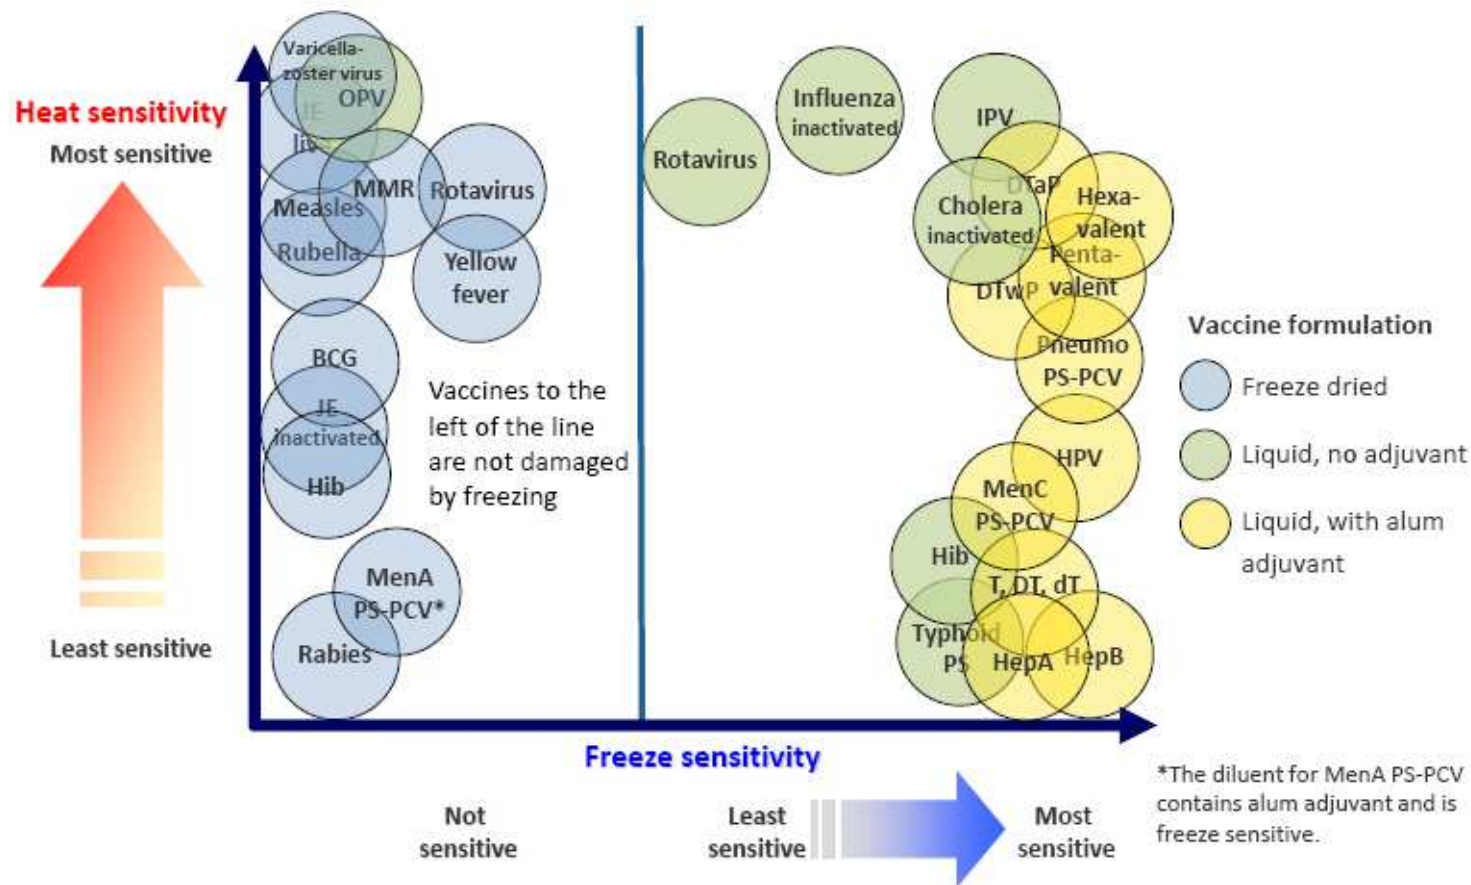 Heat sensitivity
Most sensitive
Least sensitive
Varicella-
zoster virus
OPV
JE
live
MMR
Rotavirus
Measles
Rubella
Yellow
fever
BCG
JE
inactivated
Hib
MenA
PS-PCV*
Rabies
Vaccines to the
left of the line
are not damaged
by freezing
Rotavirus
Influenza
inactivated
IPV
DTaP
Cholera
inactivated
Hexa-
valent
Penta-
valent
DTwP
Pneumo
PS-PCV
HPV
MenC
PS-PCV
Hib
T, DT, dT
Typhoid
PS
HepA
HepB
Vaccine formulation
Freeze dried
Liquid, no adjuvant
Liquid, with alum
adjuvant
Freeze sensitivity
Not
sensitive
Least
sensitive
Most
sensitive
*The diluent for MenA PS-PCV
contains alum adjuvant and is
freeze sensitive.